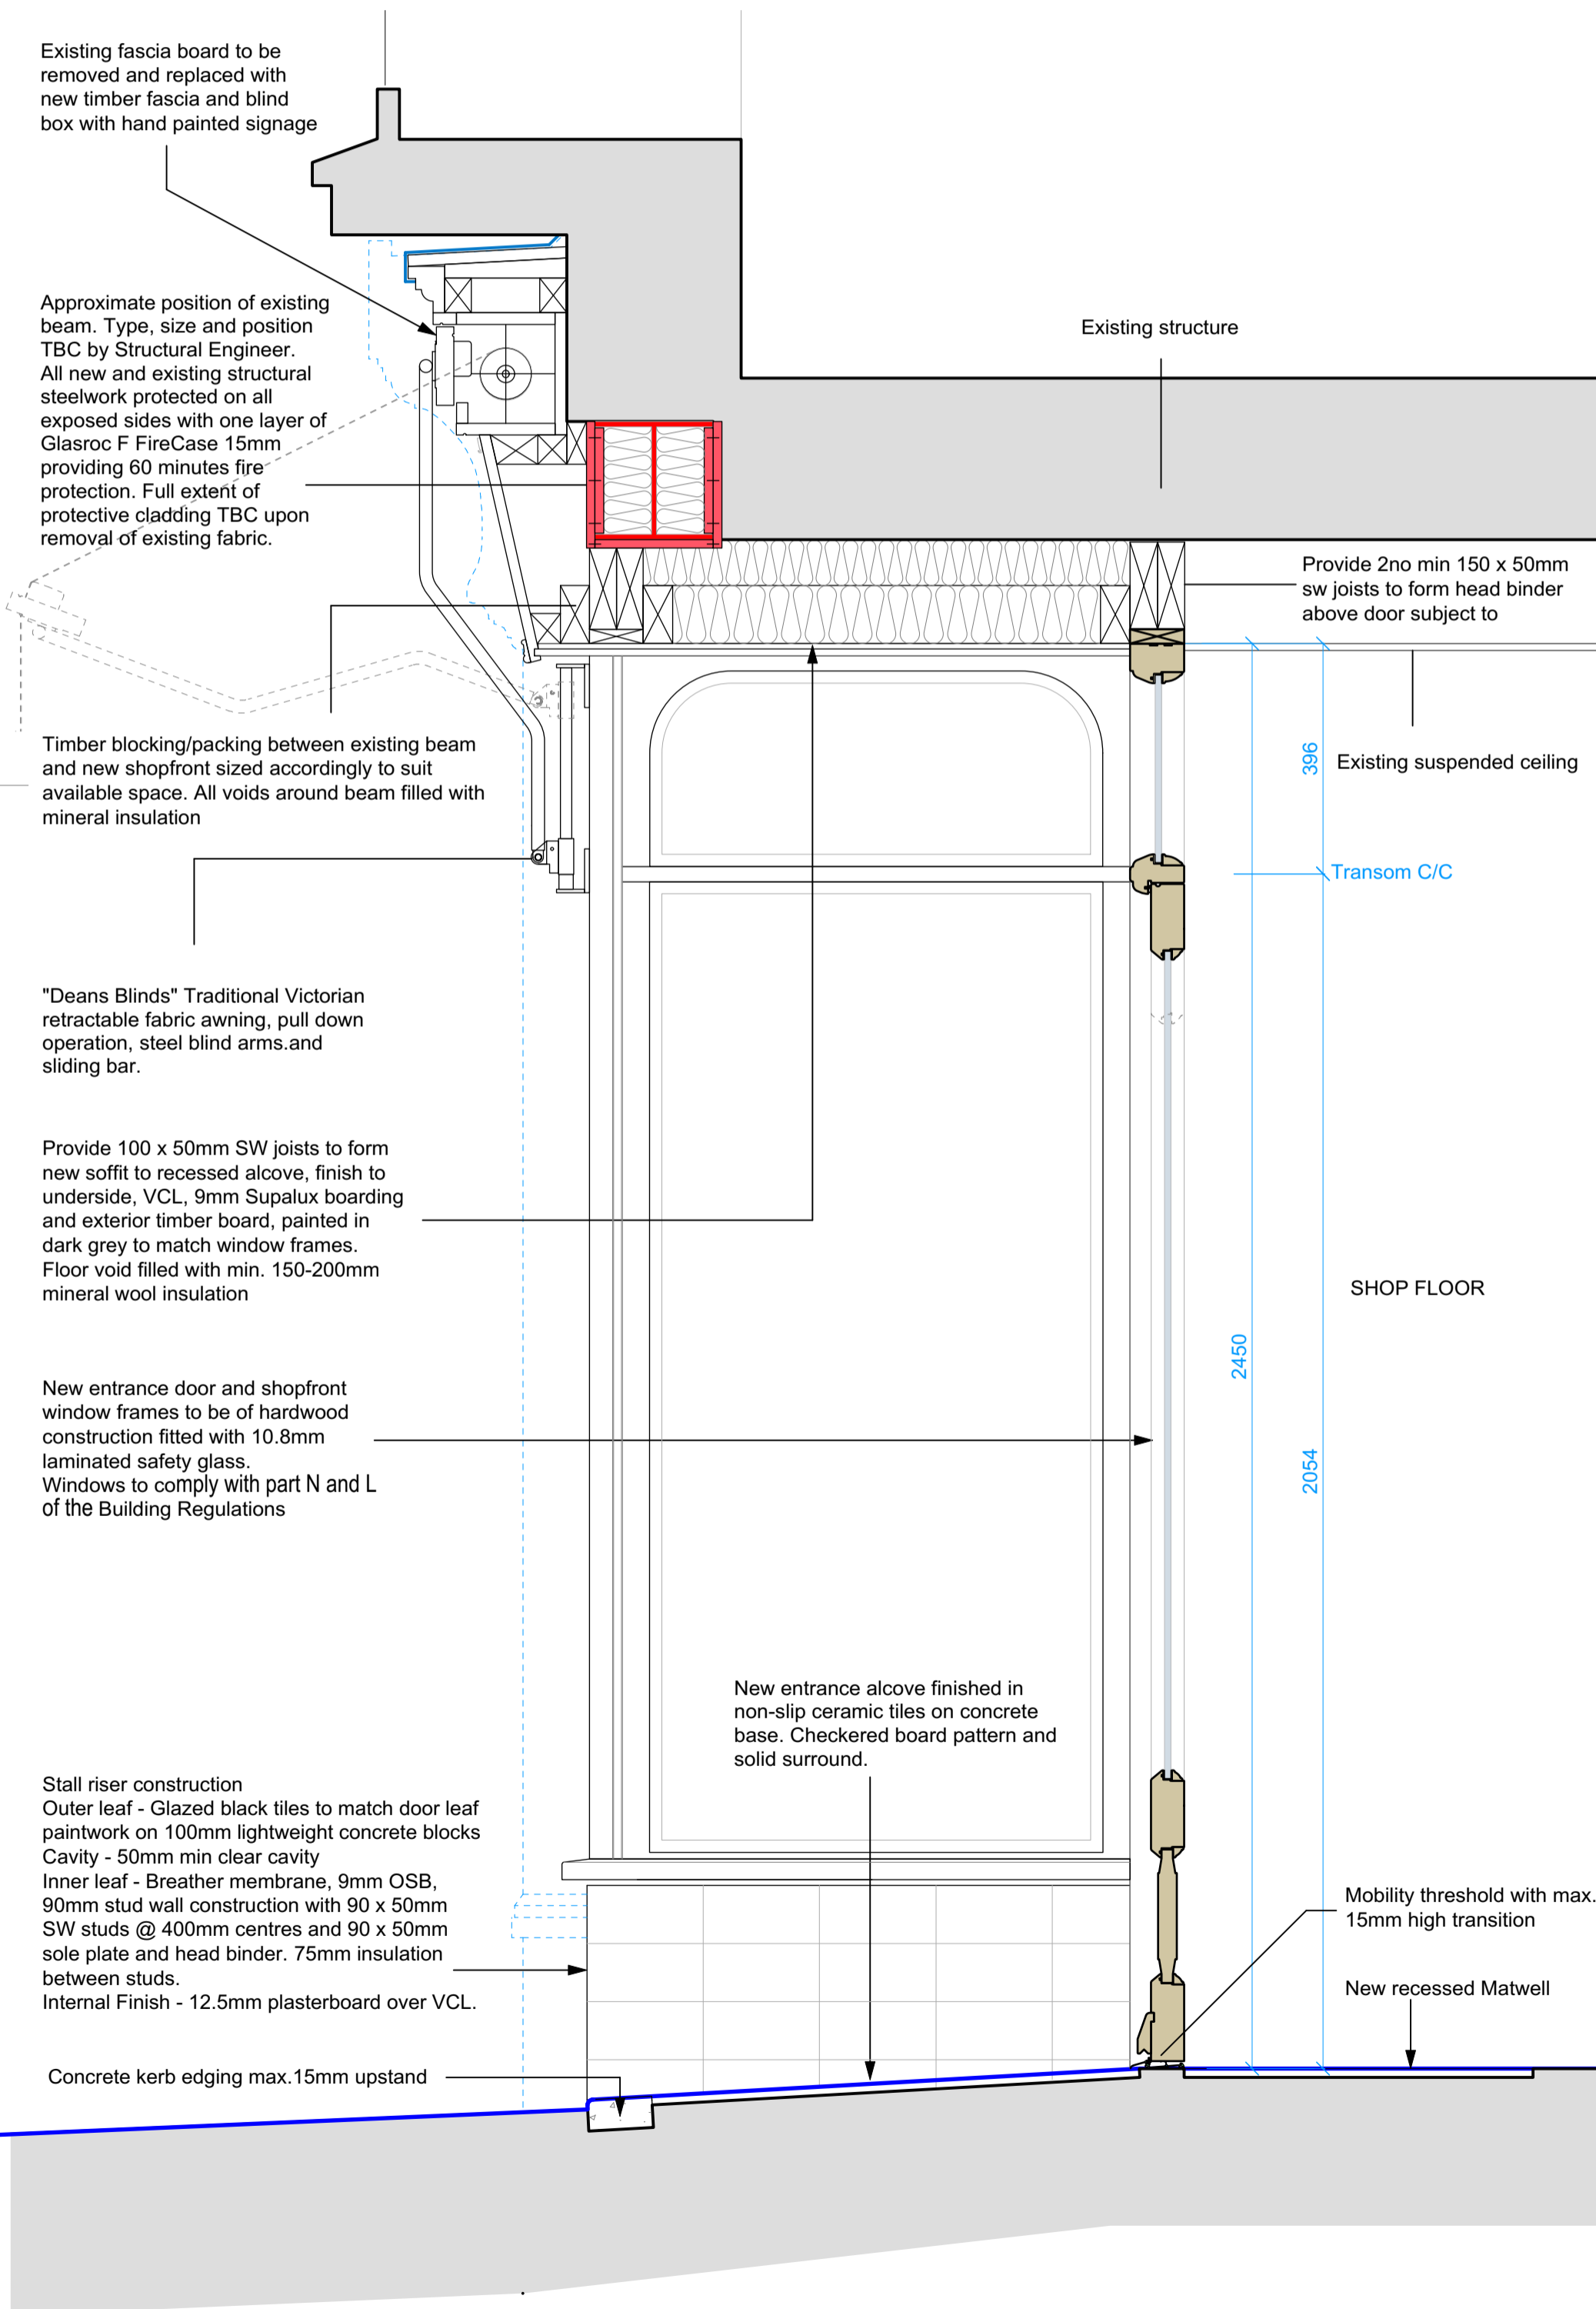 Existing fascia board to be
removed and replaced with
new timber fascia and blind
box with hand painted signage
Approximate position of existing
beam. Type, size and position
TBC by Structural Engineer.
All new and existing structural
steelwork protected on all
exposed sides with one layer of
Glasroc F FireCase 15mm
providing 60 minutes fire
protection. Full extent of
protective cladding TBC upon
removal of existing fabric.
Existing structure
Provide 2no min 150 x 50mm
sw joists to form head binder
above door subject to
Timber blocking/packing between existing beam
and new shopfront sized accordingly to suit
available space. All voids around beam filled with
mineral insulation
396
Existing suspended ceiling
Transom C/C
"Deans Blinds" Traditional Victorian
retractable fabric awning, pull down
operation, steel blind arms.and
sliding bar.
Provide 100 x 50mm SW joists to form
new soffit to recessed alcove, finish to
underside, VCL, 9mm Supalux boarding
and exterior timber board, painted in
dark grey to match window frames.
Floor void filled with min. 150-200mm
mineral wool insulation
SHOP FLOOR
2450
2054
New entrance door and shopfront
window frames to be of hardwood
construction fitted with 10.8mm
laminated safety glass.
Windows to comply with part N and L
of the Building Regulations
New entrance alcove finished in
non-slip ceramic tiles on concrete
base. Checkered board pattern and
solid surround.
Stall riser construction
Outer leaf - Glazed black tiles to match door leaf
paintwork on 100mm lightweight concrete blocks
Cavity - 50mm min clear cavity
Inner leaf - Breather membrane, 9mm OSB,
90mm stud wall construction with 90 x 50mm
SW studs @ 400mm centres and 90 x 50mm
sole plate and head binder. 75mm insulation
between studs.
Internal Finish - 12.5mm plasterboard over VCL.
Mobility threshold with max.
15mm high transition
New recessed Matwell
Concrete kerb edging max.15mm upstand